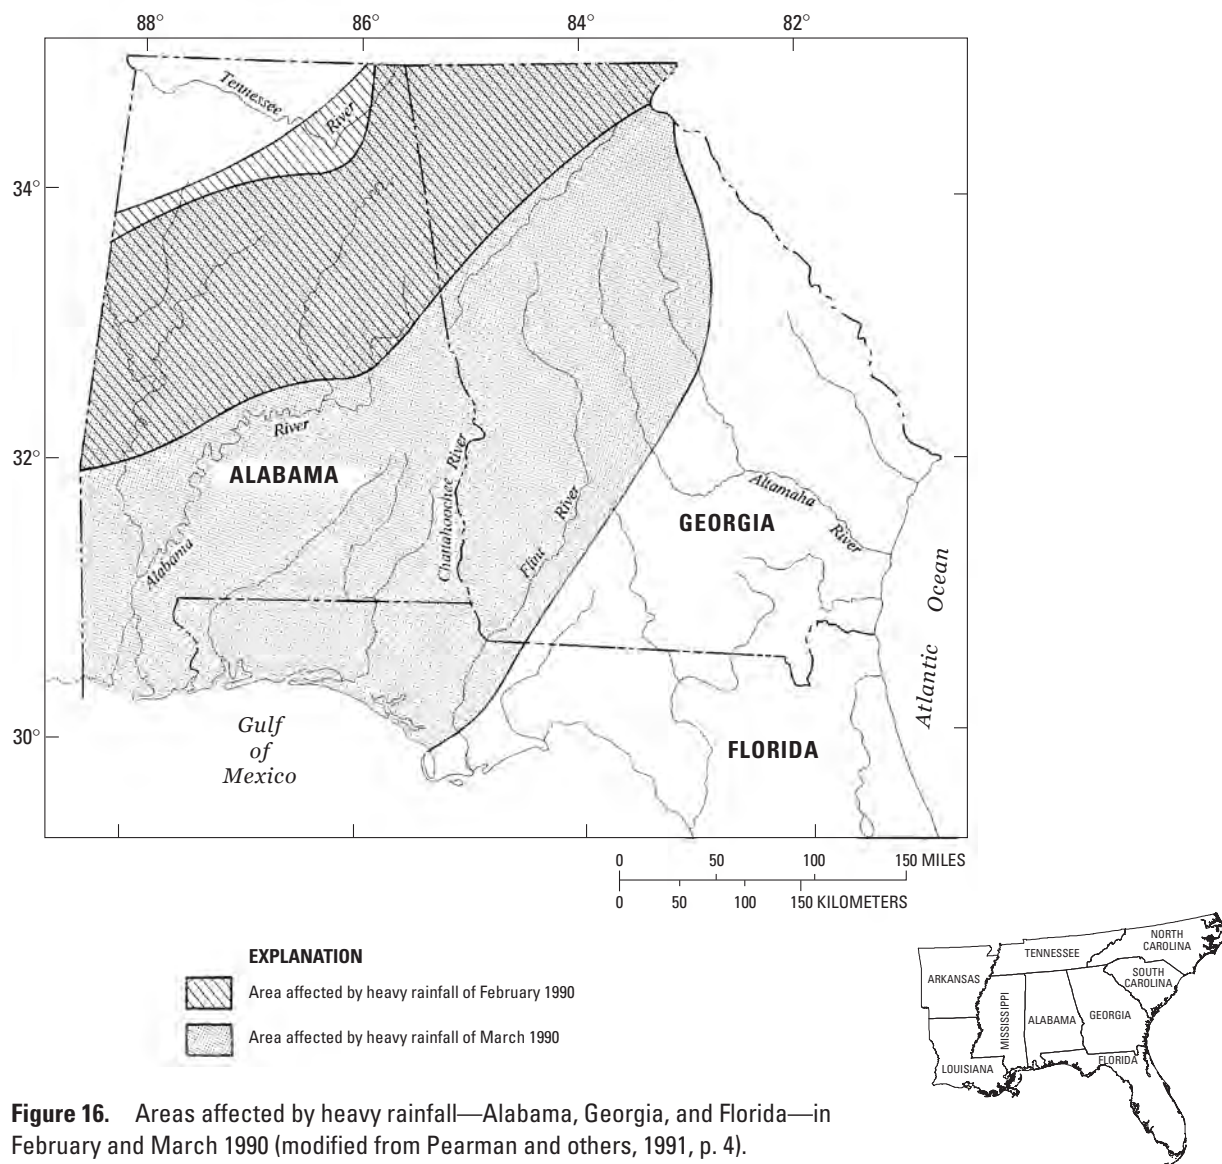 88° 86° 84° 82°
Tennessee
River
34°
32°
River
ALABAMA
Alabama
Chattahoochee River
Flint River
GEORGIA
Altamaha
River
Atlantic Ocean
30°
Gulf
of
Mexico
FLORIDA
0 50 100 150 MILES
0 50 100 150 KILOMETERS
EXPLANATION
Area affected by heavy rainfall of February 1990
Area affected by heavy rainfall of March 1990
NORTH
CAROLINA
TENNESSEE
SOUTH
CAROLINA
ARKANSAS
MISSISSIPPI
ALABAMA
GEORGIA
LOUISIANA
FLORIDA
Figure 16. Areas affected by heavy rainfall—Alabama, Georgia, and Florida—in
February and March 1990 (modified from Pearman and others, 1991, p. 4).